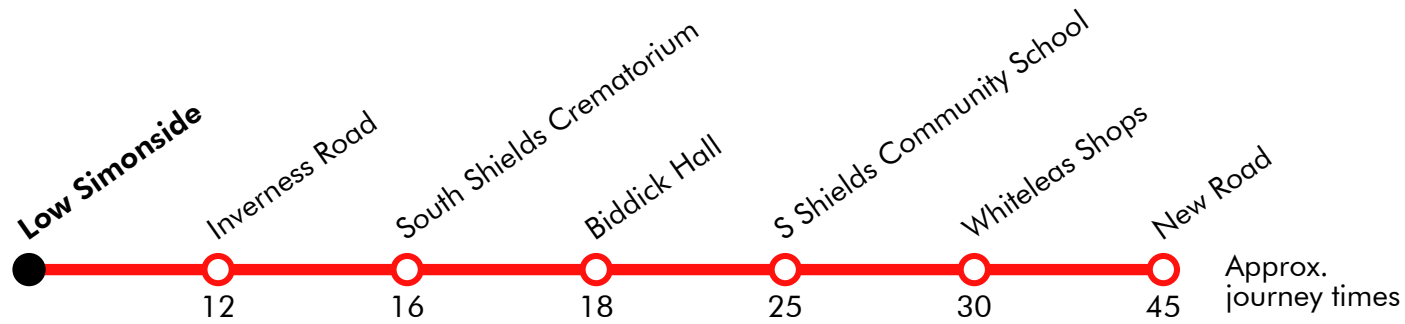 Low Simonside
Inverness Road
South Shields Crematorium
Biddick Hall
S Shields Community School
Whiteleas Shops
New Road
12
16
18
25
30
45
Approx.
journey times